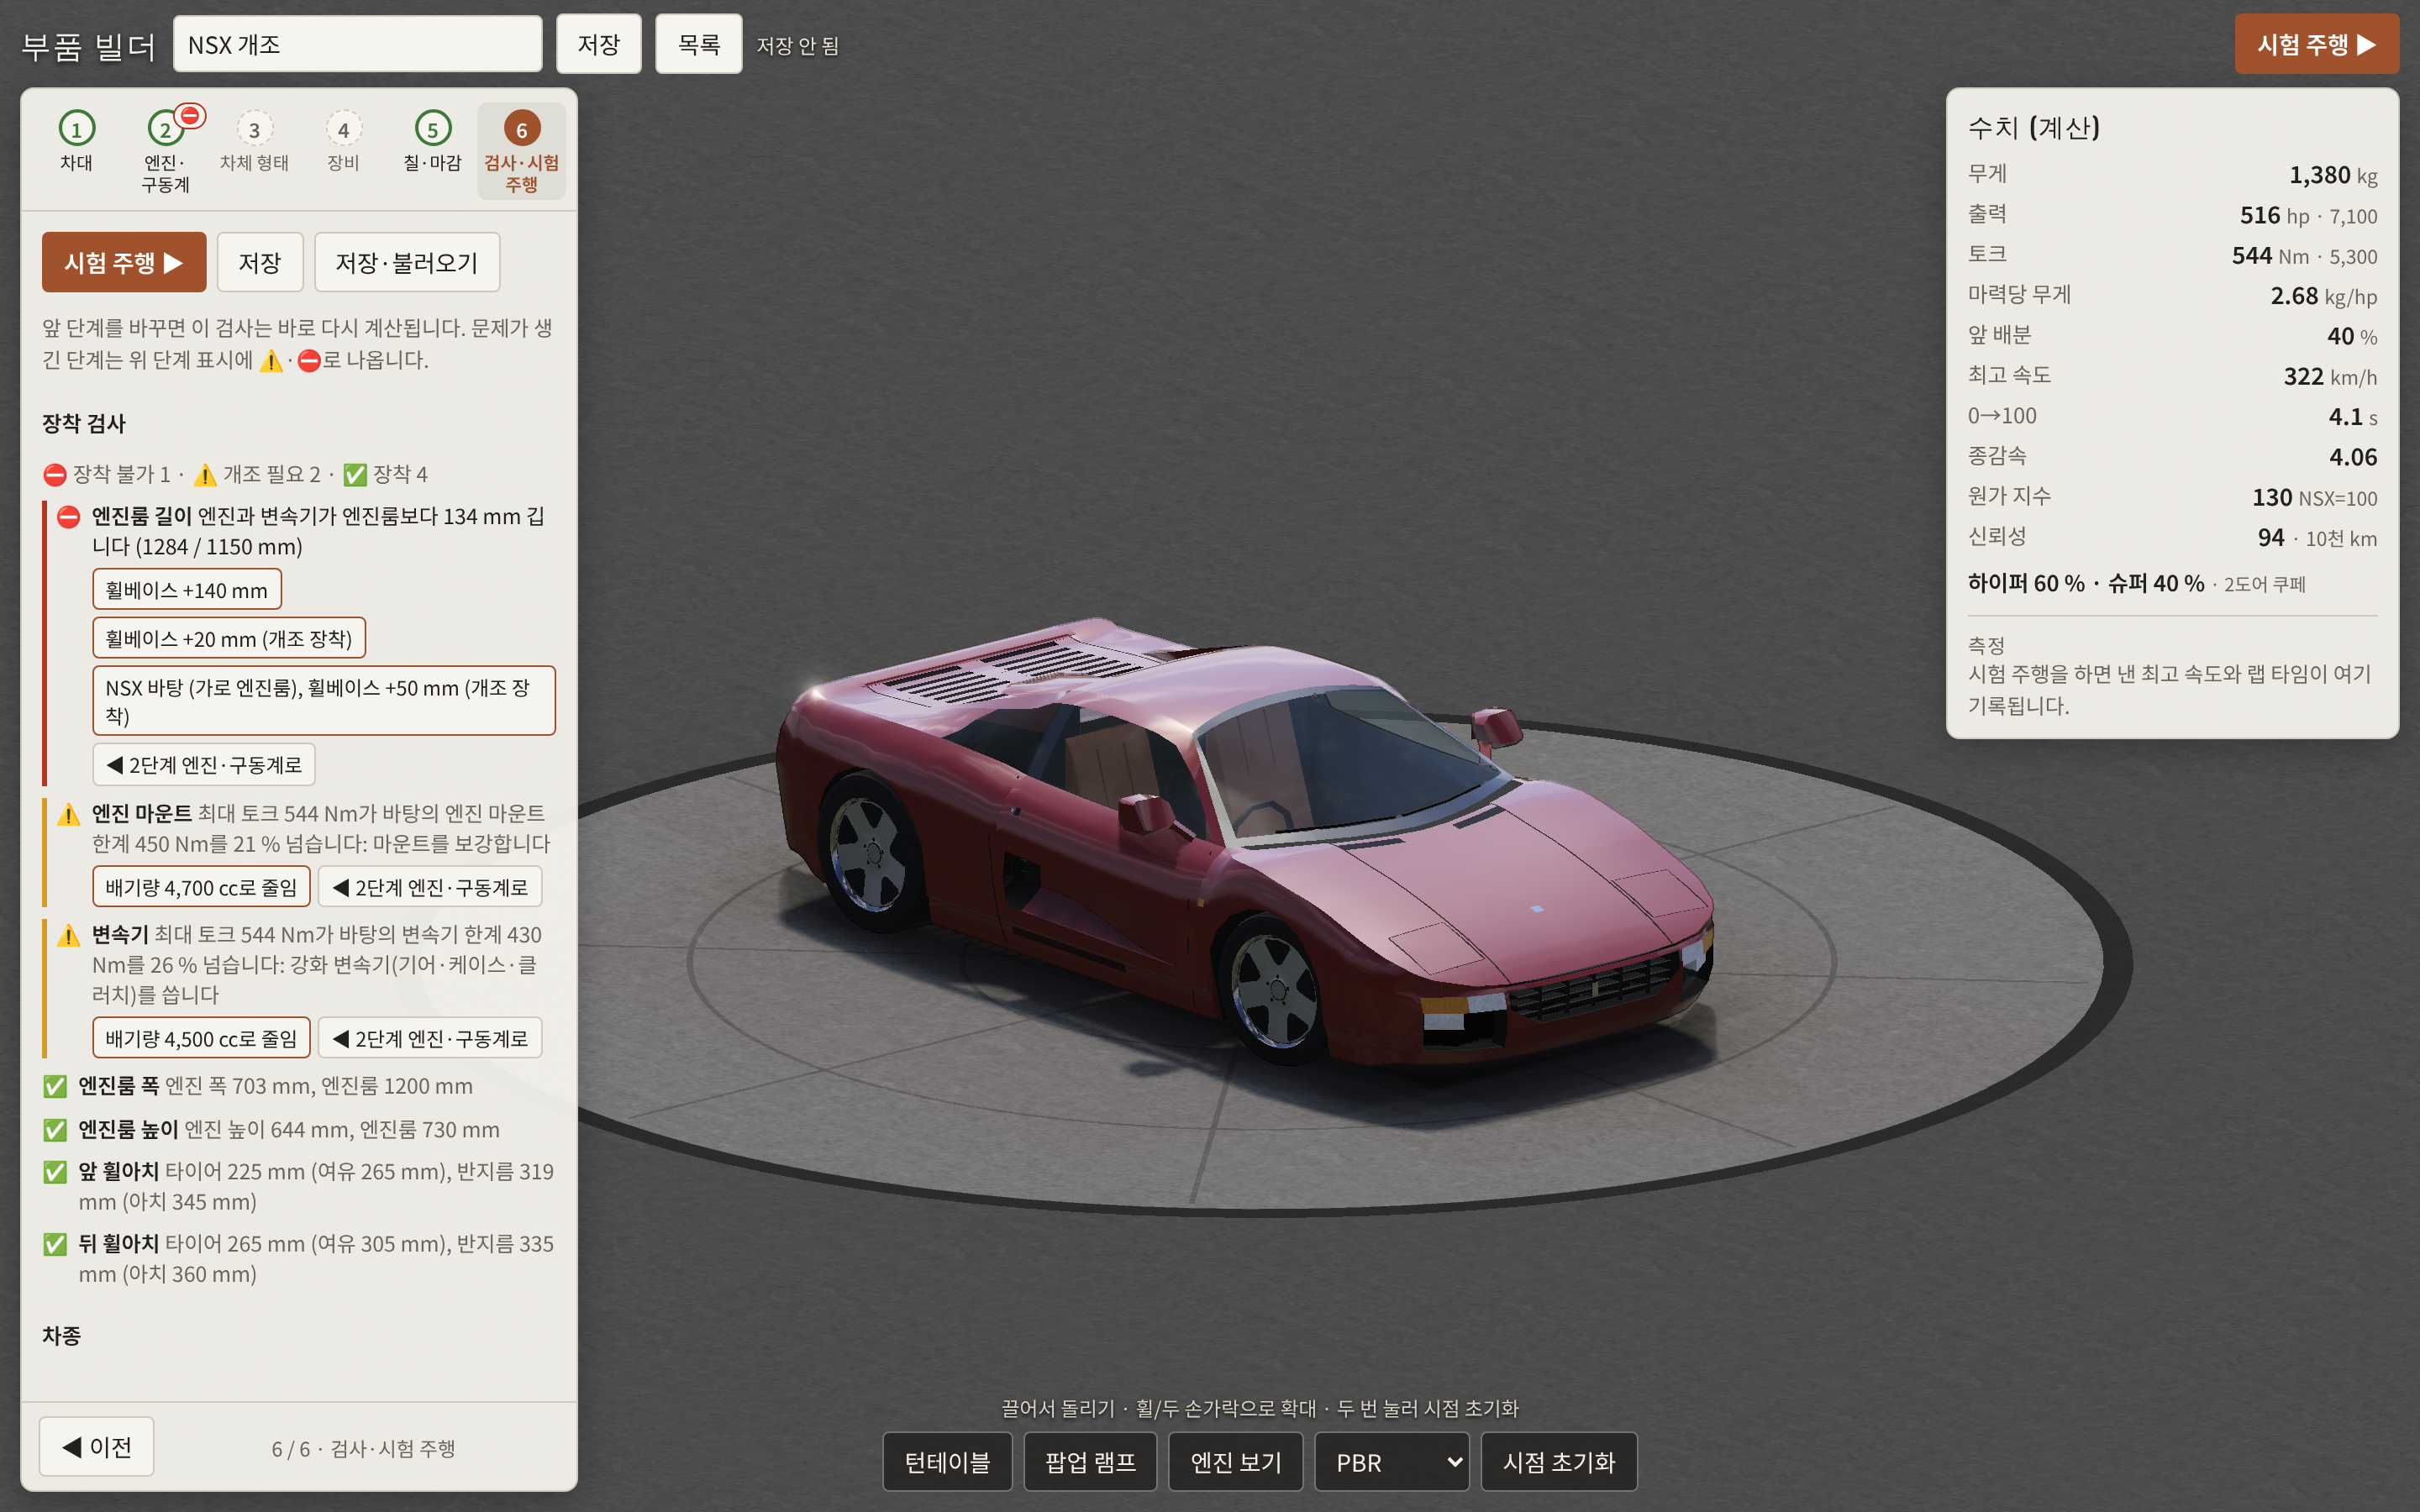 부품 빌더
NSX 개조
저장
목록
저장 안 됨
시험 주행 ▶
1
차대
2
⛔
엔진·
구동계
3
차체 형태
4
장비
5
칠·마감
6
검사·시험
주행
시험 주행 ▶
저장
저장·불러오기
앞 단계를 바꾸면 이 검사는 바로 다시 계산됩니다. 문제가 생
긴 단계는 위 단계 표시에 ⚠️·⛔로 나옵니다.
장착 검사
⛔ 장착 불가 1 · ⚠️ 개조 필요 2 · ✅ 장착 4
⛔ 엔진룸 길이 엔진과 변속기가 엔진룸보다 134 mm 깁
니다 (1284 / 1150 mm)
휠베이스 +140 mm
휠베이스 +20 mm (개조 장착)
NSX 바탕 (가로 엔진룸), 휠베이스 +50 mm (개조 장
착)
◀ 2단계 엔진·구동계로
⚠️ 엔진 마운트 최대 토크 544 Nm가 바탕의 엔진 마운트
한계 450 Nm를 21 % 넘습니다: 마운트를 보강합니다
배기량 4,700 cc로 줄임
◀ 2단계 엔진·구동계로
⚠️ 변속기 최대 토크 544 Nm가 바탕의 변속기 한계 430
Nm를 26 % 넘습니다: 강화 변속기(기어·케이스·클
러치)를 씁니다
배기량 4,500 cc로 줄임
◀ 2단계 엔진·구동계로
✅ 엔진룸 폭 엔진 폭 703 mm, 엔진룸 1200 mm
✅ 엔진룸 높이 엔진 높이 644 mm, 엔진룸 730 mm
✅ 앞 휠아치 타이어 225 mm (여유 265 mm), 반지름 319
mm (아치 345 mm)
✅ 뒤 휠아치 타이어 265 mm (여유 305 mm), 반지름 335
mm (아치 360 mm)
차종
◀ 이전
6 / 6 · 검사·시험 주행
수치 (계산)
무게 1,380 kg
출력 516 hp · 7,100
토크 544 Nm · 5,300
마력당 무게 2.68 kg/hp
앞 배분 40 %
최고 속도 322 km/h
0→100 4.1 s
종감속 4.06
원가 지수 130 NSX=100
신뢰성 94 · 10천 km
하이퍼 60 % · 슈퍼 40 % · 2도어 쿠페
측정
시험 주행을 하면 낸 최고 속도와 랩 타임이 여기
기록됩니다.
끌어서 돌리기 · 휠/두 손가락으로 확대 · 두 번 눌러 시점 초기화
턴테이블
팝업 램프
엔진 보기
PBR
시점 초기화